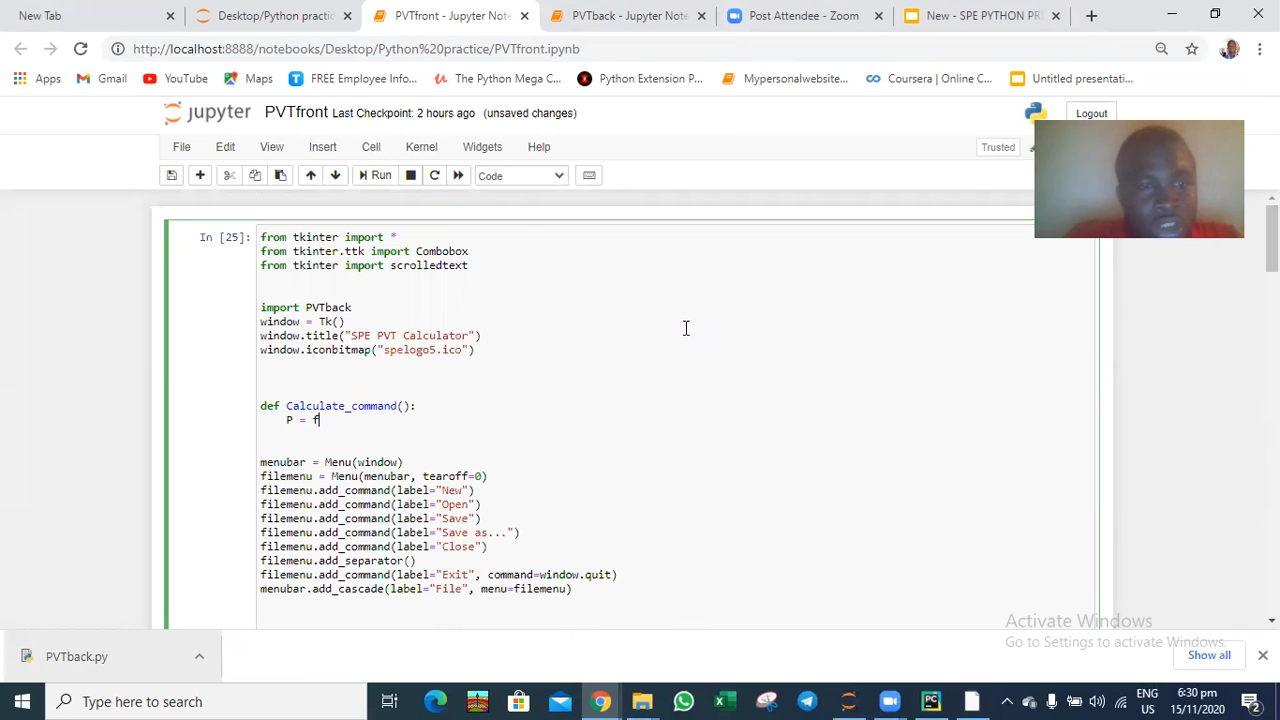 New Tab
Desktop/Python practic
PVTfront - Jupyter Note
PVTback - Jupyter Note
Post Attendee - Zoom
New - SPE PYTHON PR
http://localhost:8888/notebooks/Desktop/Python%20practice/PVTfront.ipynb
Apps
Gmail
YouTube
Maps
FREE Employee Info...
The Python Mega C...
Python Extension P...
Mypersonalwebsite...
Coursera | Online C...
Untitled presentati...
jupyter
PVTfront Last Checkpoint: 2 hours ago (unsaved changes)
Logout
File
Edit
View
Insert
Cell
Kernel
Widgets
Help
Trusted
Run
Code
In [25]:
from tkinter import *
from tkinter.ttk import Combobox
from tkinter import scrolledtext
import PVTback
window = Tk()
window.title("SPE PVT Calculator")
window.iconbitmap("spelogo5.ico")
def Calculate_command():
P = f
menubar = Menu(window)
filemenu = Menu(menubar, tearoff=0)
filemenu.add_command(label="New")
filemenu.add_command(label="Open")
filemenu.add_command(label="Save")
filemenu.add_command(label="Save as...")
filemenu.add_command(label="Close")
filemenu.add_separator()
filemenu.add_command(label="Exit", command=window.quit)
menubar.add_cascade(label="File", menu=filemenu)
Activate Windows
Go to Settings to activate Windows.
PVTback.py
Show all
Type here to search
ENG
US
6:30 pm
15/11/2020
2